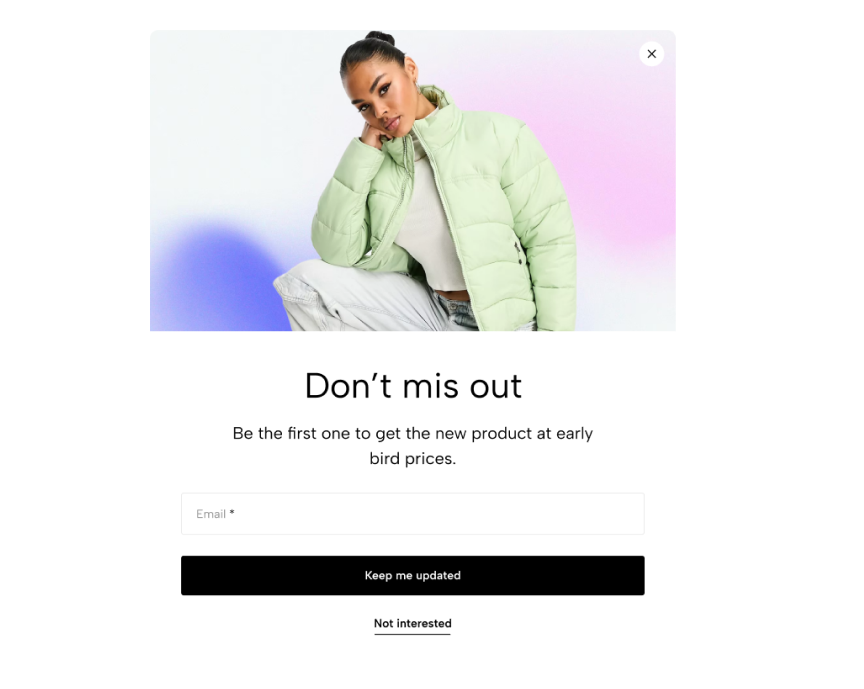 Don’t mis out
Be the first one to get the new product at early
bird prices.
Email *
Keep me updated
Not interested